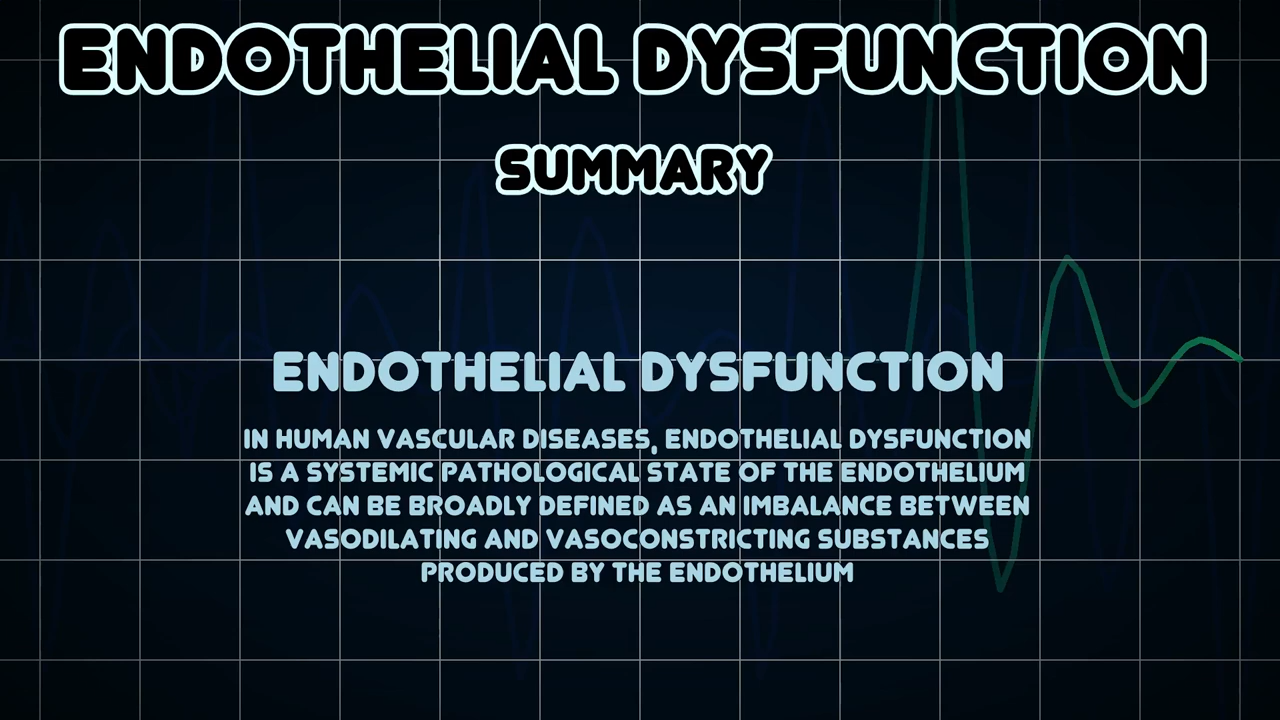 ENDOTHELIAL DYSFUNCTION
SUMMARY
ENDOTHELIAL DYSFUNCTION
IN HUMAN VASCULAR DISEASES, ENDOTHELIAL DYSFUNCTION
IS A SYSTEMIC PATHOLOGICAL STATE OF THE ENDOTHELIUM
AND CAN BE BROADLY DEFINED AS AN IMBALANCE BETWEEN
VASODILATING AND VASOCONSTRICTING SUBSTANCES
PRODUCED BY THE ENDOTHELIUM